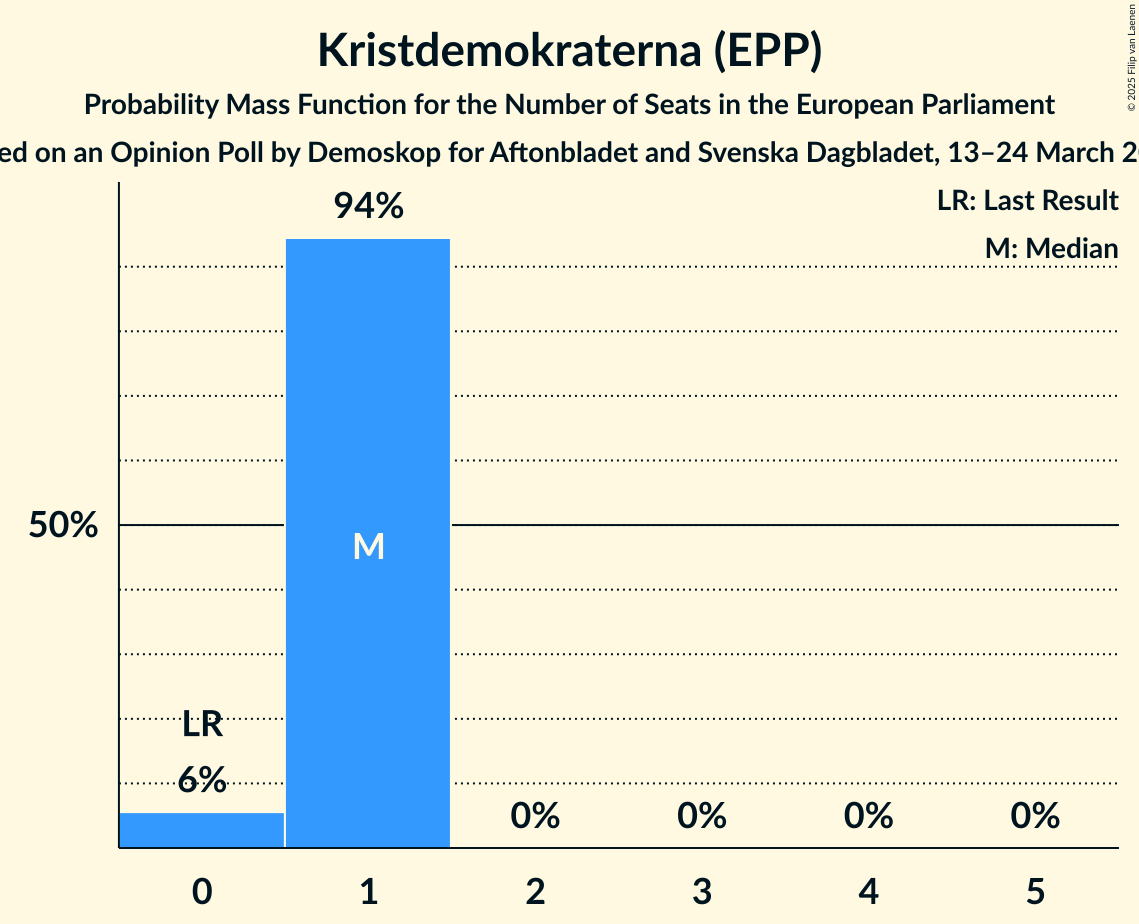 Kristdemokraterna (EPP)
Probability Mass Function for the Number of Seats in the European Parliament
on an Opinion Poll by Demoskop for Aftonbladet and Svenska Dagbladet, 13–24 March
© 2025 Filip van Laenen
LR: Last Result
M: Median
94%
50%
M
LR
6%
0% 0% 0% 0%
0 1 2 3 4 5